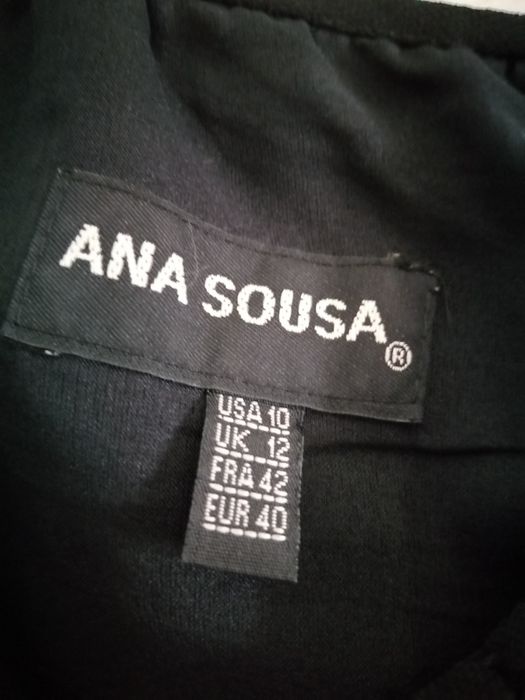 ANA SOUSA
®
USA 10
UK 12
FRA 42
EUR 40